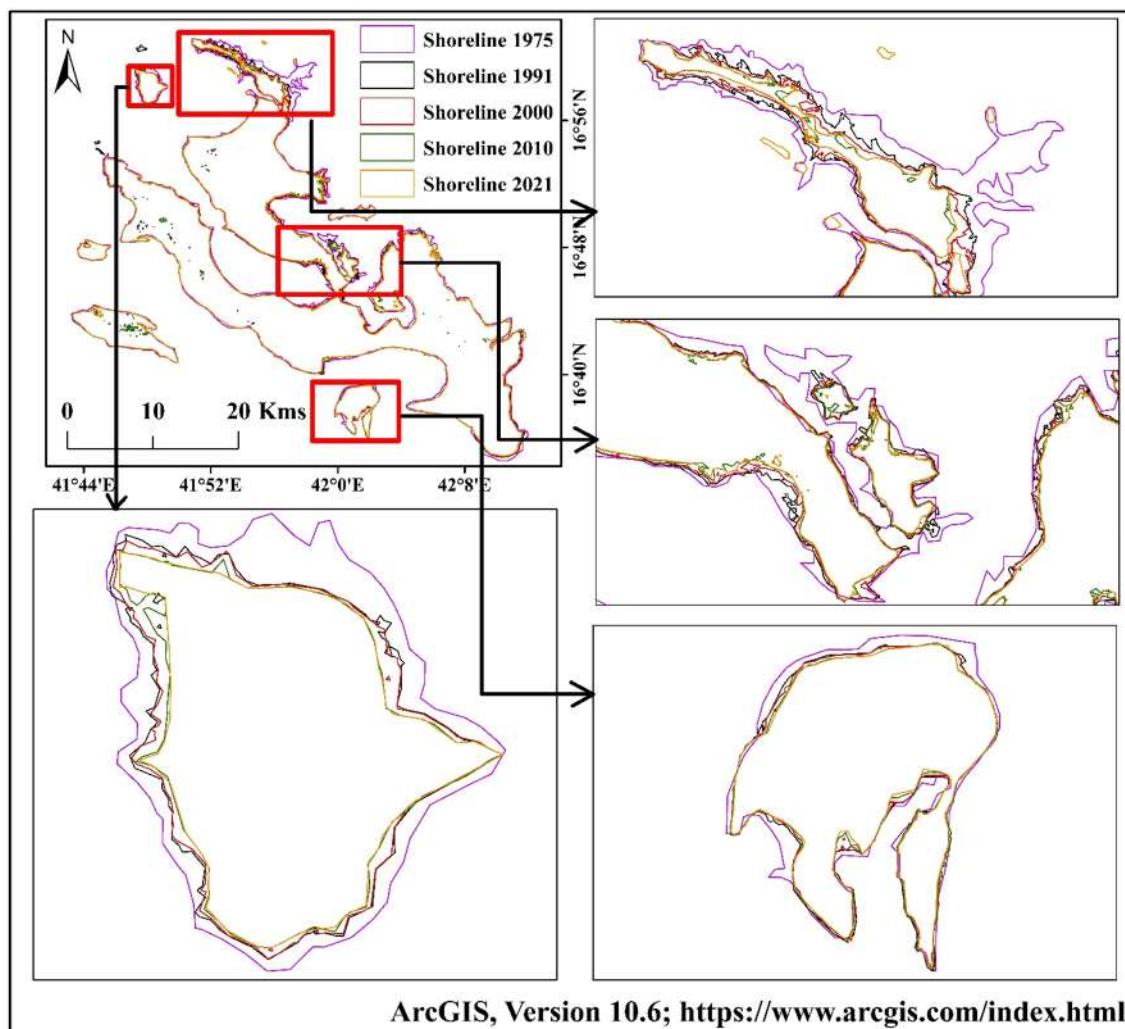 N
Shoreline 1975
Shoreline 1991
Shoreline 2000
Shoreline 2010
Shoreline 2021
16°56'N
16°48'N
16°40'N
0 10 20 Kms
41°44'E 41°52'E 42°0'E 42°8'E
ArcGIS, Version 10.6; https://www.arcgis.com/index.html